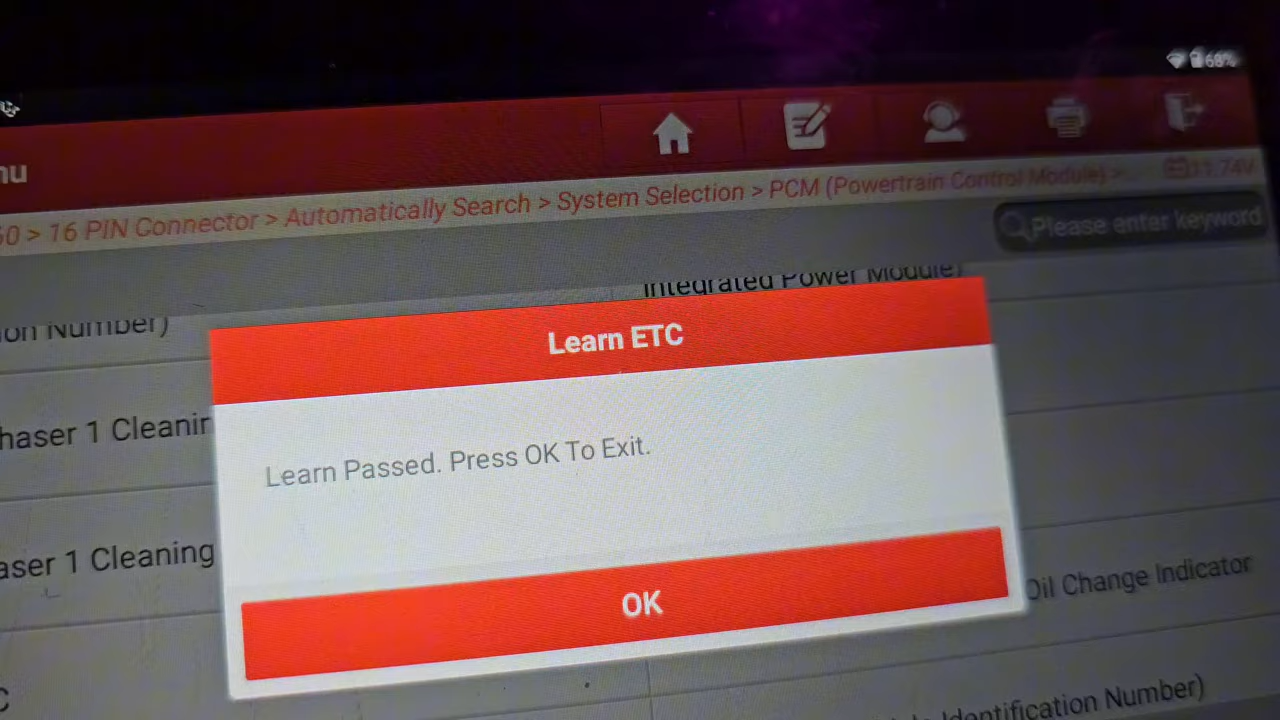 68%
nu
60 > 16 PIN Connector > Automatically Search > System Selection > PCM (Powertrain Control Module) >
11.74V
Please enter keyword
Integrated Power Module)
ion Number)
Learn ETC
haser 1 Cleanin
Learn Passed. Press OK To Exit.
aser 1 Cleaning
OK
Oil Change Indicator
C
Identification Number)